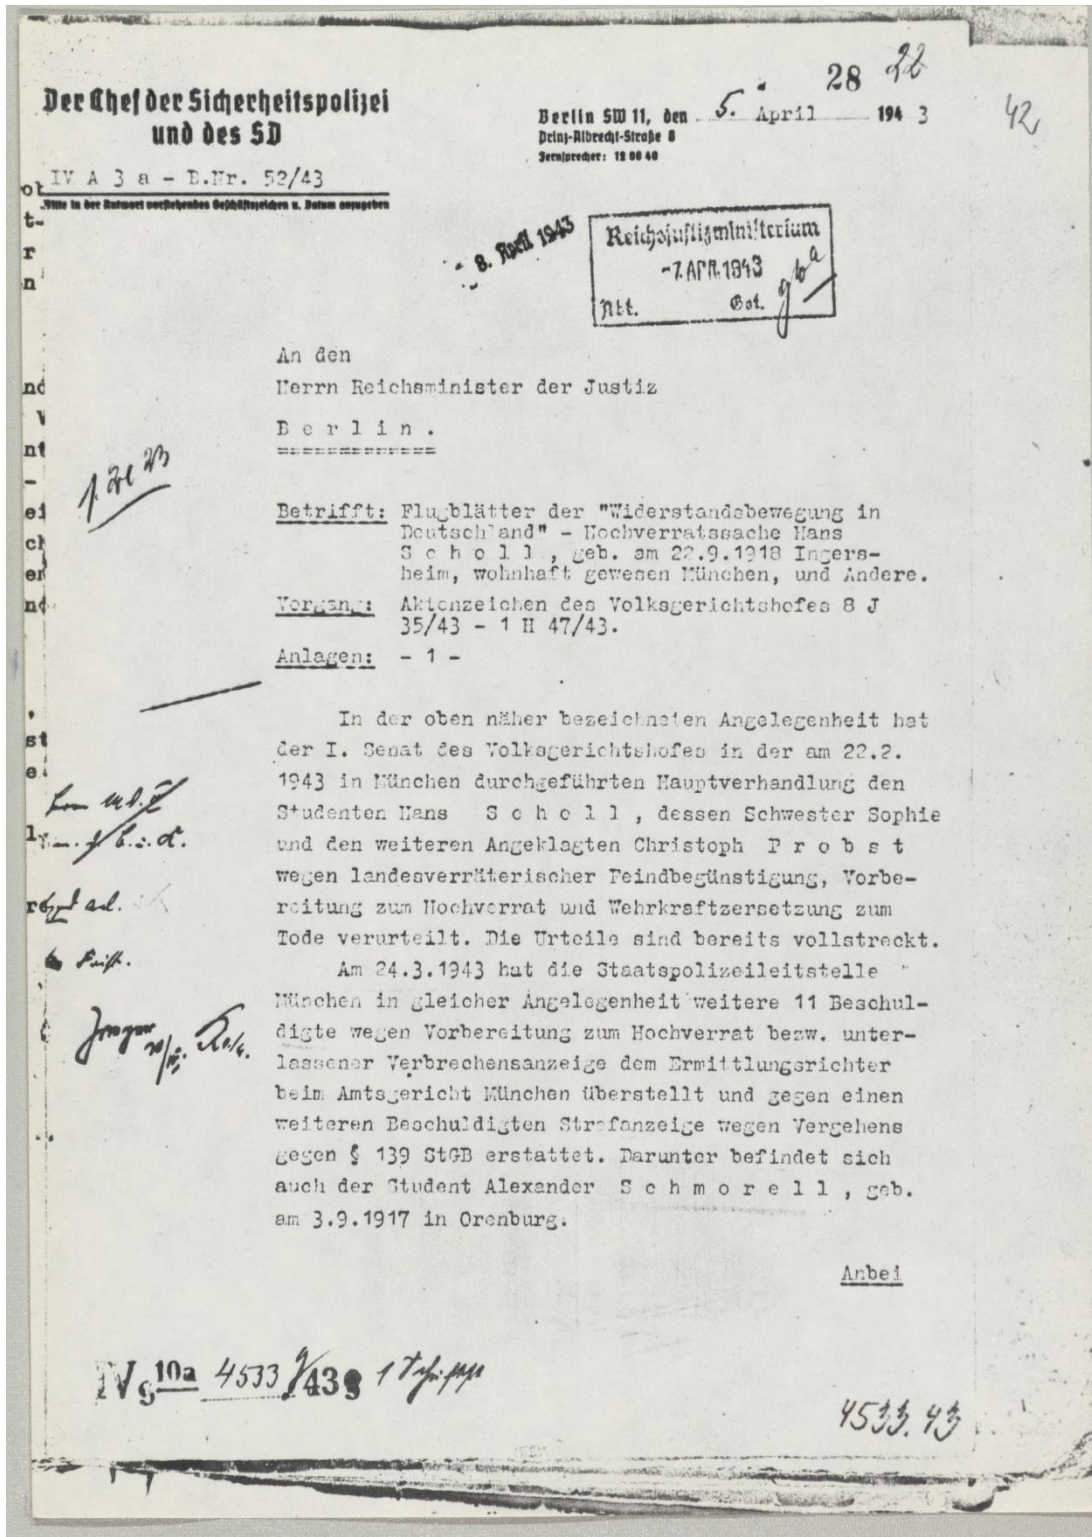 28 22
42
Der Chef der Sicherheitspolizei
und des SD
IV A 3 a - B.Nr. 52/43
Bitte in der Antwort vorstehendes Geschäftszeichen u. Datum anzugeben
Berlin SW 11, den 5. April 1943
Prinz-Albrecht-Straße 8
Fernsprecher: 12 00 40
8. April 1943
Reichsjustizministerium
-7. APR. 1943
Abt.
An den
Herrn Reichsminister der Justiz
B e r l i n .
=============
Betrifft: Flugblätter der "Widerstandsbewegung in
Deutschland" - Hochverratssache Hans
S c h o l l , geb. am 22.9.1918 Ingers-
heim, wohnhaft gewesen München, und Andere.
Vorgang: Aktenzeichen des Volksgerichtshofes 8 J
35/43 - 1 H 47/43.
Anlagen: - 1 -
In der oben näher bezeichneten Angelegenheit hat
der I. Senat des Volksgerichtshofes in der am 22.2.
1943 in München durchgeführten Hauptverhandlung den
Studenten Hans S c h o l l , dessen Schwester Sophie
und den weiteren Angeklagten Christoph P r o b s t
wegen landesverräterischer Feindbegünstigung, Vorbe-
reitung zum Hochverrat und Wehrkraftzersetzung zum
Tode verurteilt. Die Urteile sind bereits vollstreckt.
Am 24.3.1943 hat die Staatspolizeileitstelle
München in gleicher Angelegenheit weitere 11 Beschul-
digte wegen Vorbereitung zum Hochverrat bezw. unter-
lassener Verbrechensanzeige dem Ermittlungsrichter
beim Amtsgericht München überstellt und gegen einen
weiteren Beschuldigten Strafanzeige wegen Vergehens
gegen § 139 StGB erstattet. Darunter befindet sich
auch der Student Alexander S c h m o r e l l , geb.
am 3.9.1917 in Orenburg.
Anbei
IV g 10a 4533/43 g
4533.43